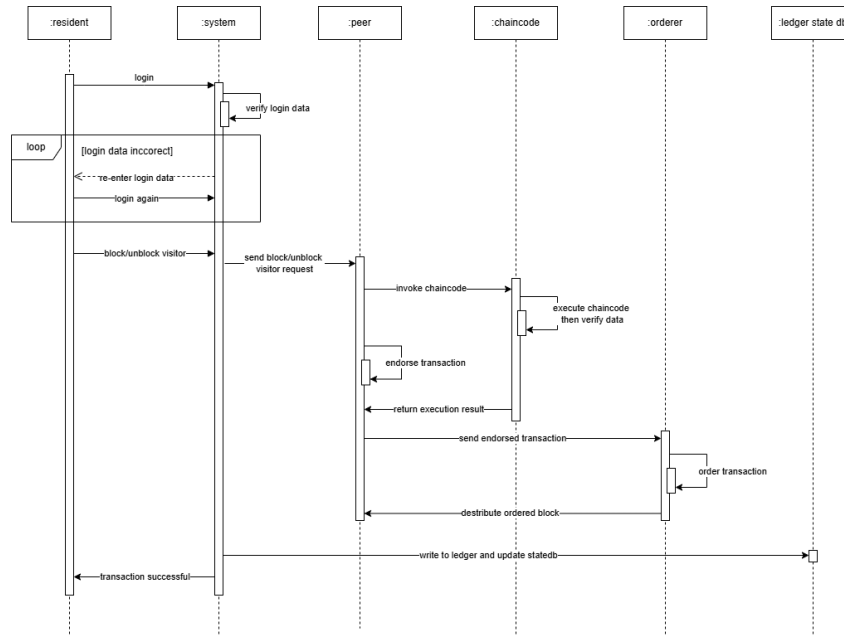 :resident
:system
:peer
:chaincode
:orderer
:ledger state db
login
verify login data
loop
[login data inccorect]
re-enter login data
login again
block/unblock visitor
send block/unblock
visitor request
invoke chaincode
execute chaincode
then verify data
endorse transaction
return execution result
send endorsed transaction
order transaction
destribute ordered block
write to ledger and update statedb
transaction successful